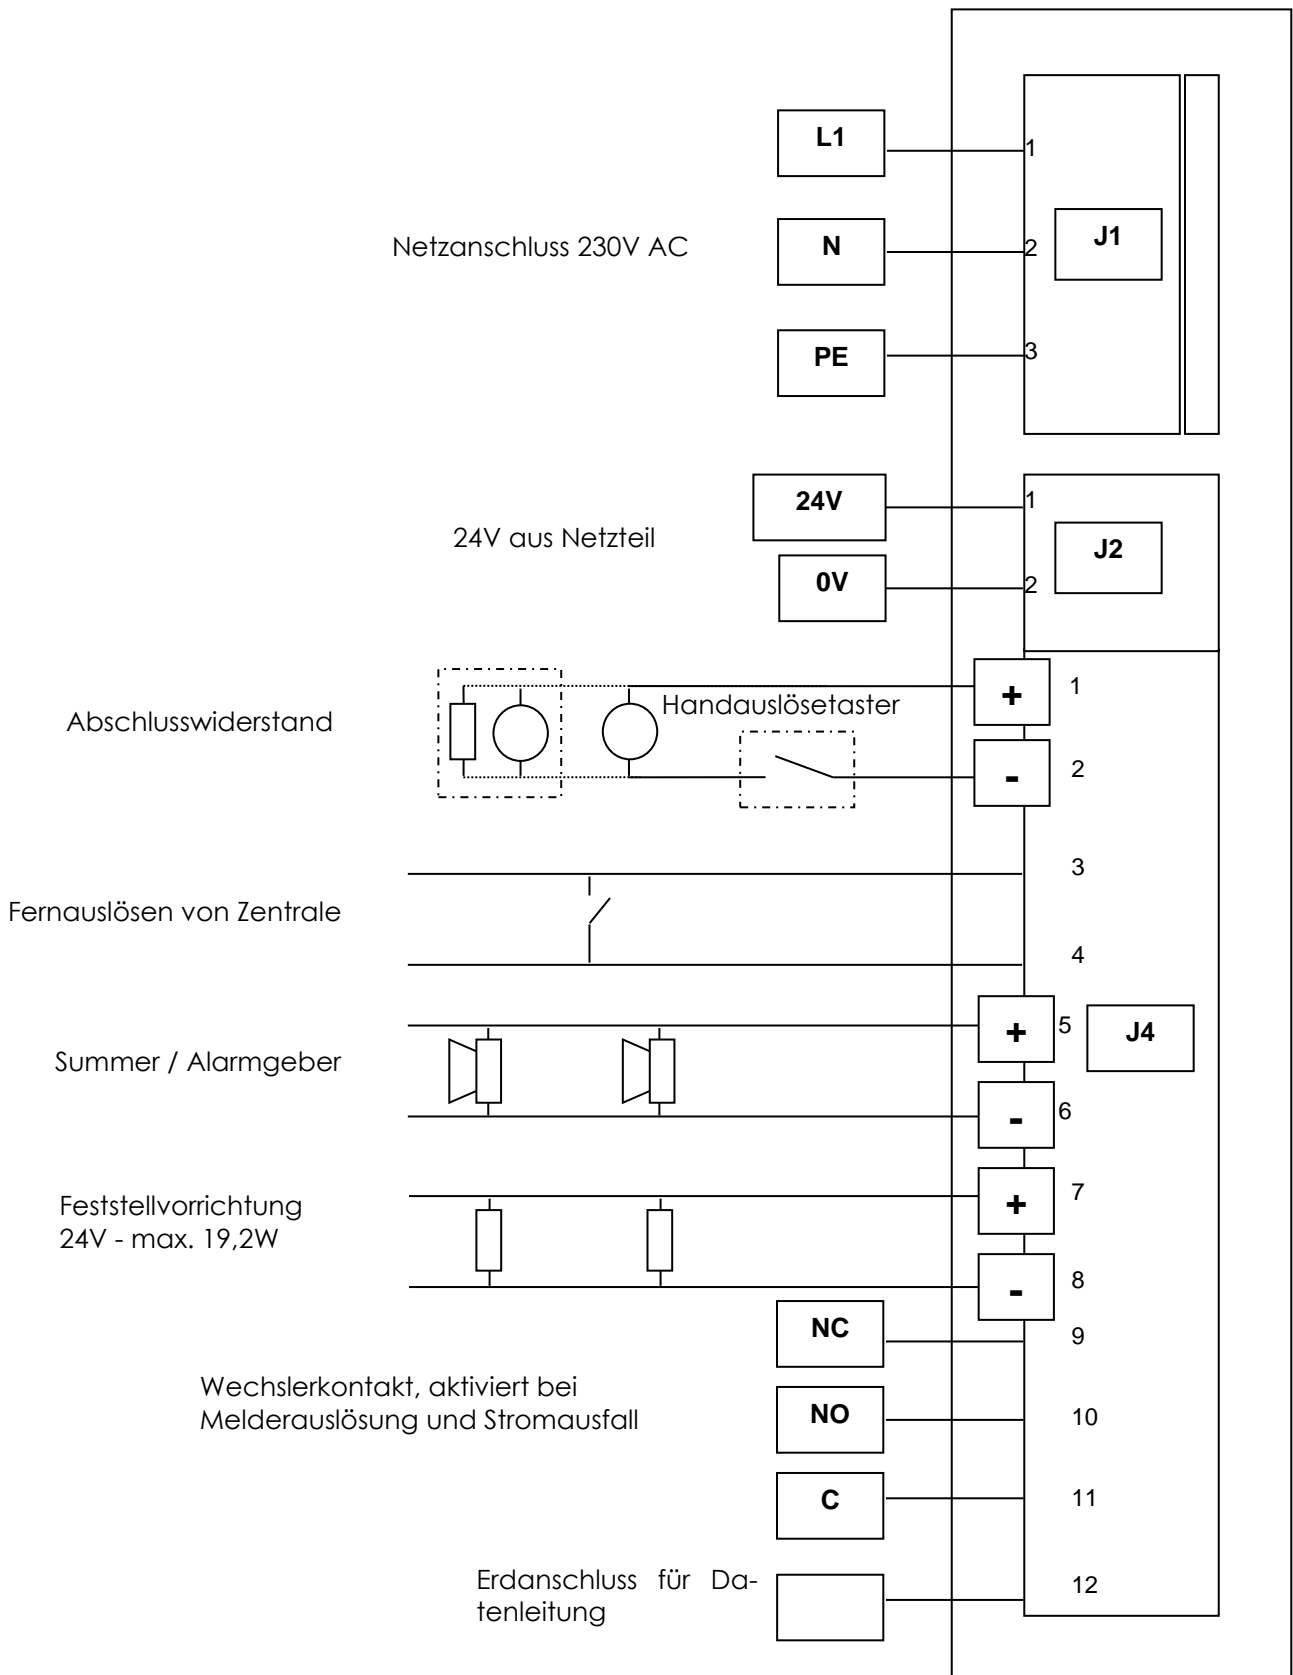 L1
1
Netzanschluss 230V AC
N
2
J1
PE
3
24V
1
24V aus Netzteil
J2
0V
2
+
1
Handauslösetaster
Abschlusswiderstand
-
2
3
Fernauslösen von Zentrale
4
+
5
J4
Summer / Alarmgeber
-
6
Feststellvorrichtung
24V - max. 19,2W
+
7
-
8
NC
9
Wechslerkontakt, aktiviert bei
Melderauslösung und Stromausfall
NO
10
C
11
Erdanschluss für Da-
tenleitung
12